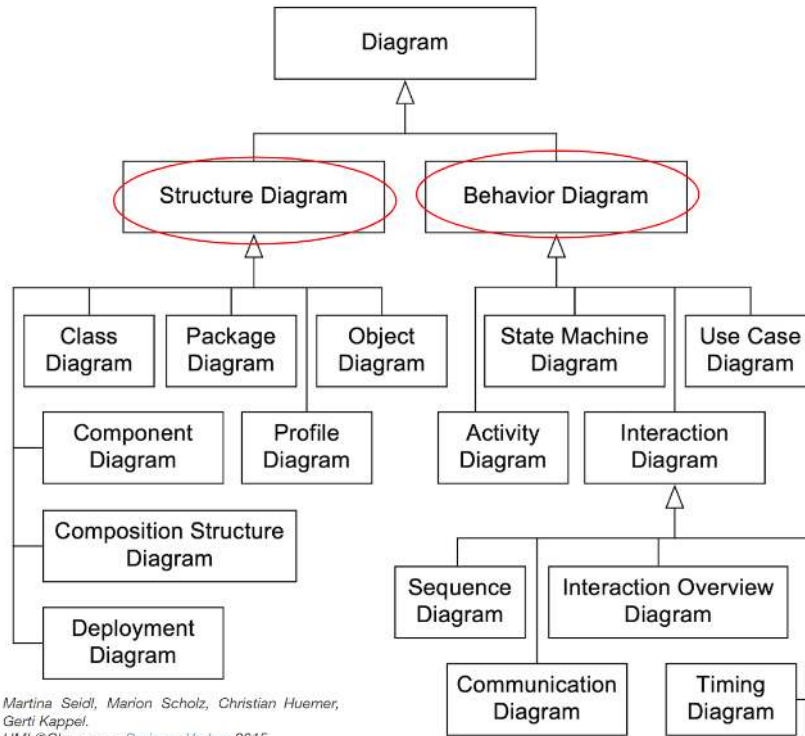 Diagram
Structure Diagram
Behavior Diagram
Class
Diagram
Package
Diagram
Object
Diagram
State Machine
Diagram
Use Case
Diagram
Component
Diagram
Profile
Diagram
Activity
Diagram
Interaction
Diagram
Composition Structure
Diagram
Sequence
Diagram
Interaction Overview
Diagram
Deployment
Diagram
Communication
Diagram
Timing
Diagram
Martina Seidl, Marion Scholz, Christian Huemer,
Gerti Kappel.